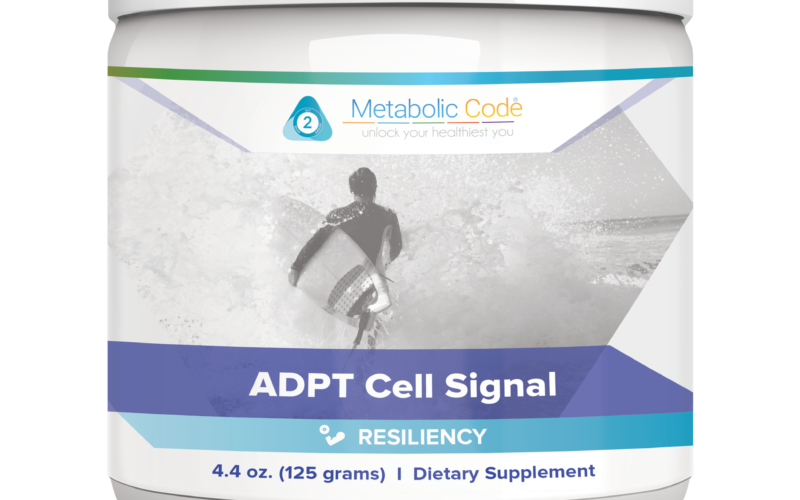 2
Metabolic Code®
unlock your healthiest you
ADPT Cell Signal
RESILIENCY
4.4 oz. (125 grams) I Dietary Supplement